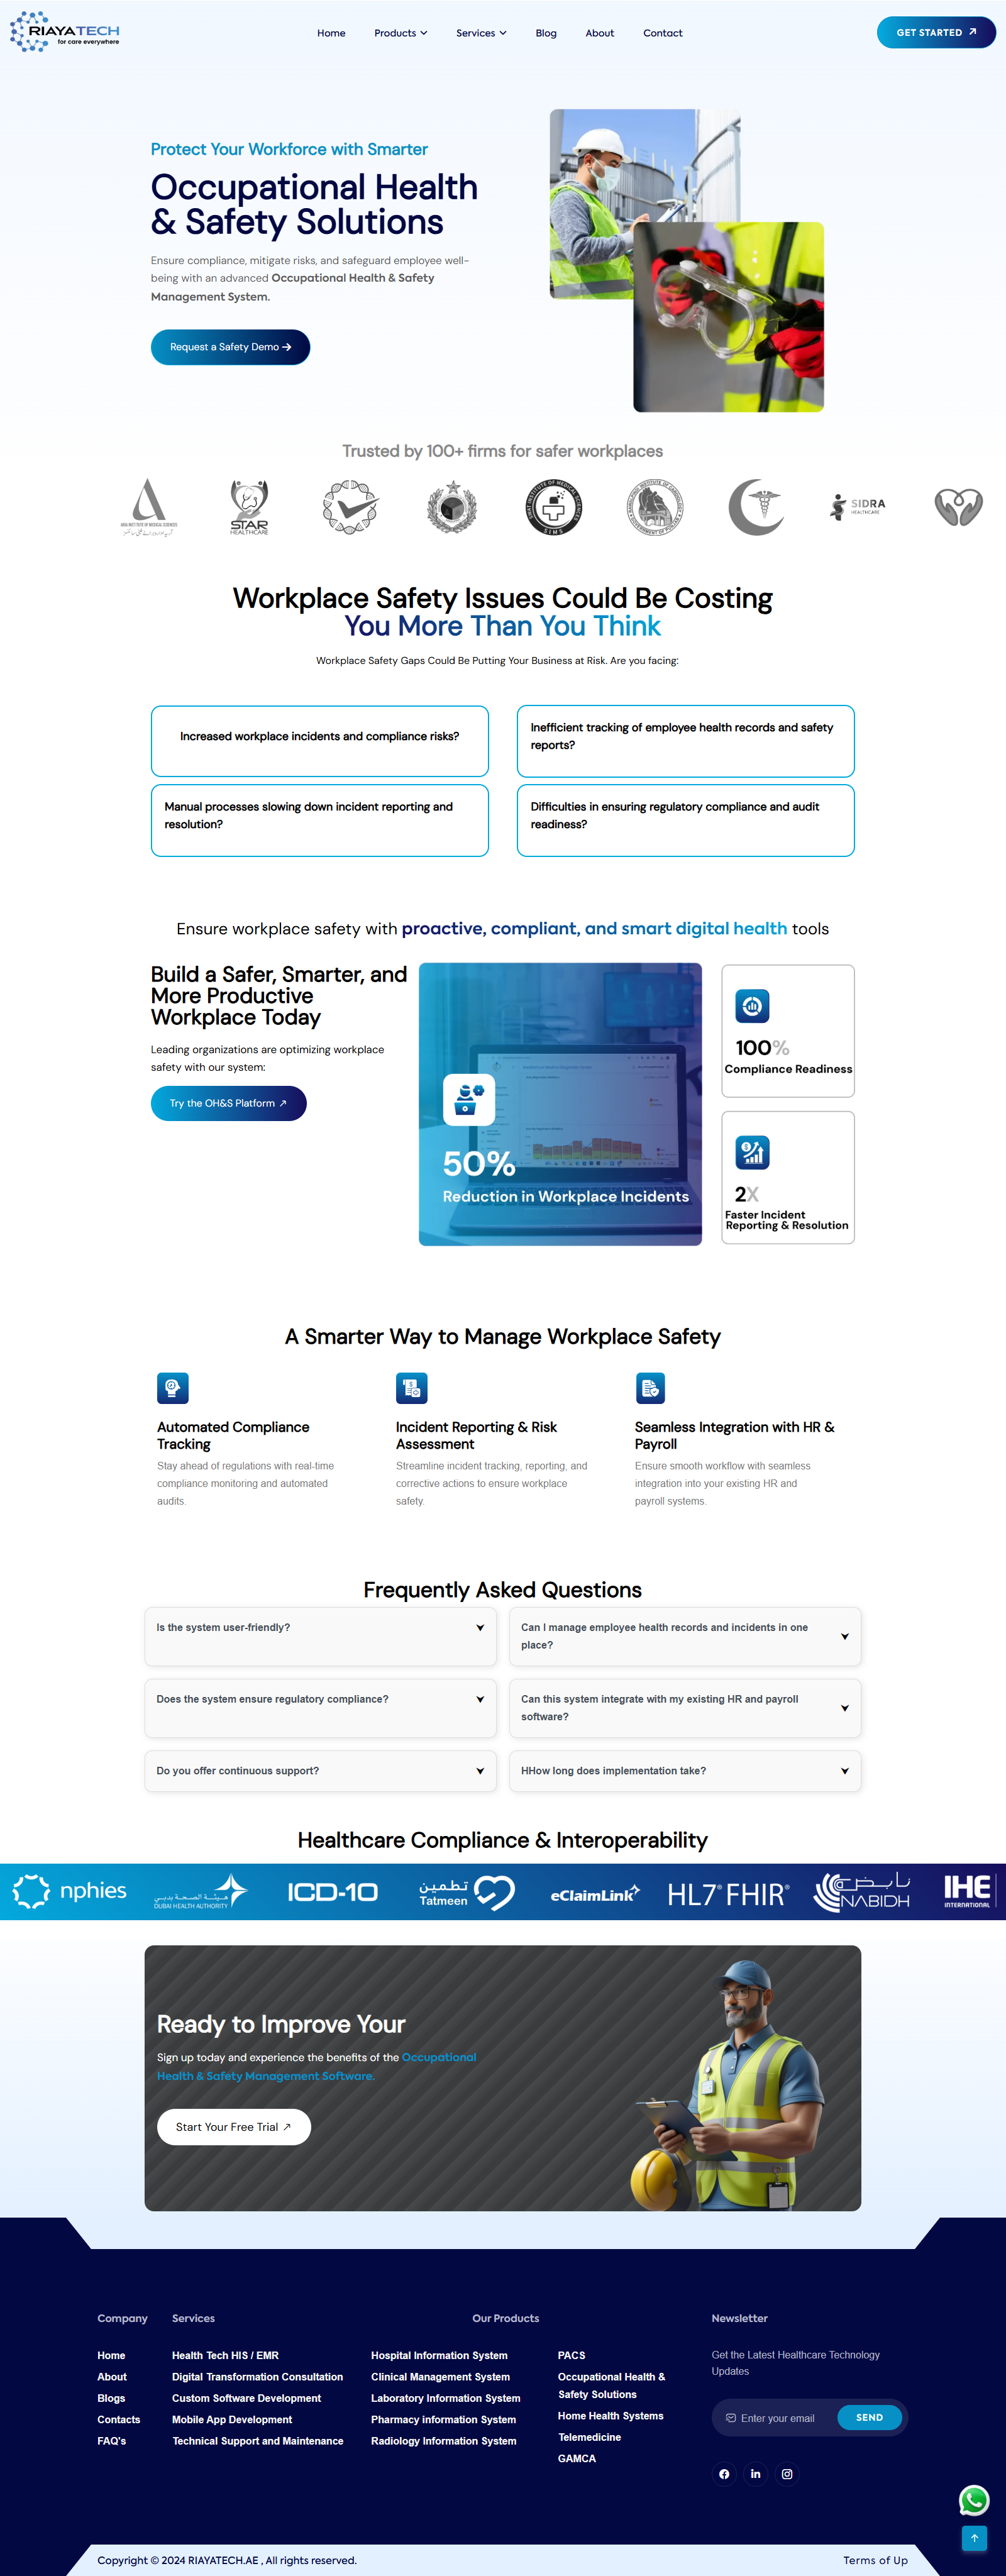 RIAYATECH
for care everywhere
Home
Products
Services
Blog
About
Contact
GET STARTED
Protect Your Workforce with Smarter
Occupational Health
& Safety Solutions
Ensure compliance, mitigate risks, and safeguard employee well-
being with an advanced Occupational Health & Safety
Management System.
Request a Safety Demo
Trusted by 100+ firms for safer workplaces
STAR
HEALTHCARE
SIDRA
HEALTHCARE
Workplace Safety Issues Could Be Costing
You More Than You Think
Workplace Safety Gaps Could Be Putting Your Business at Risk. Are you facing:
Increased workplace incidents and compliance risks?
Inefficient tracking of employee health records and safety
reports?
Manual processes slowing down incident reporting and
resolution?
Difficulties in ensuring regulatory compliance and audit
readiness?
Ensure workplace safety with proactive, compliant, and smart digital health tools
Build a Safer, Smarter, and
More Productive
Workplace Today
Leading organizations are optimizing workplace
safety with our system:
Try the OH&S Platform
50%
Reduction in Workplace Incidents
100%
Compliance Readiness
2X
Faster Incident
Reporting & Resolution
A Smarter Way to Manage Workplace Safety
Automated Compliance
Tracking
Stay ahead of regulations with real-time
compliance monitoring and automated
audits.
Incident Reporting & Risk
Assessment
Streamline incident tracking, reporting, and
corrective actions to ensure workplace
safety.
Seamless Integration with HR &
Payroll
Ensure smooth workflow with seamless
integration into your existing HR and
payroll systems.
Frequently Asked Questions
Is the system user-friendly?
Can I manage employee health records and incidents in one
place?
Does the system ensure regulatory compliance?
Can this system integrate with my existing HR and payroll
software?
Do you offer continuous support?
HHow long does implementation take?
Healthcare Compliance & Interoperability
nphies
هيئة الصحة بدبي
DUBAI HEALTH AUTHORITY
ICD-10
تطمين
Tatmeen
eClaimLink
HL7® FHIR®
نابض
NABIDH
IHE
INTERNATIONAL
Ready to Improve Your
Sign up today and experience the benefits of the Occupational
Health & Safety Management Software.
Start Your Free Trial
Company
Home
About
Blogs
Contacts
FAQ's
Services
Health Tech HIS / EMR
Digital Transformation Consultation
Custom Software Development
Mobile App Development
Technical Support and Maintenance
Our Products
Hospital Information System
Clinical Management System
Laboratory Information System
Pharmacy information System
Radiology Information System
PACS
Occupational Health &
Safety Solutions
Home Health Systems
Telemedicine
GAMCA
Newsletter
Get the Latest Healthcare Technology
Updates
Enter your email
SEND
Copyright © 2024 RIAYATECH.AE , All rights reserved.
Terms of Up